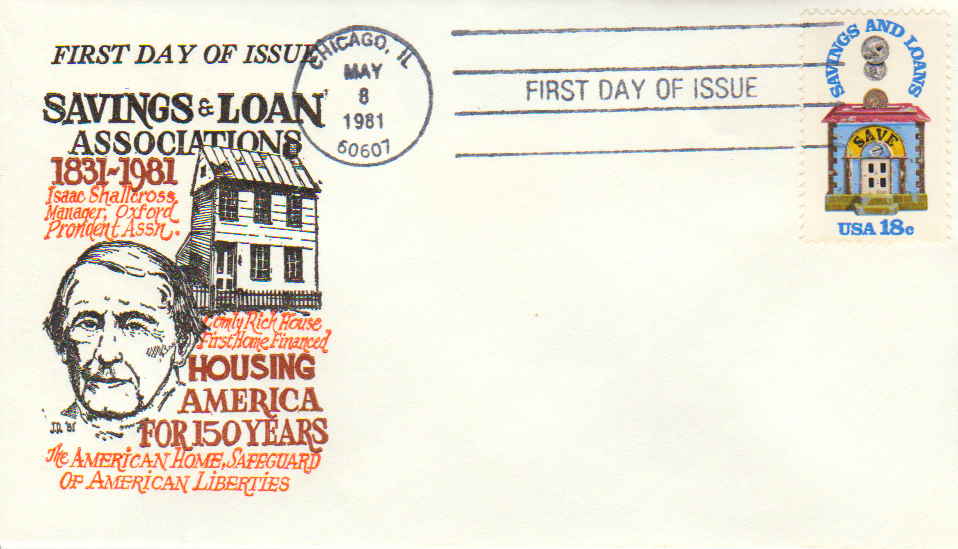 FIRST DAY OF ISSUE
SAVINGS & LOAN
ASSOCIATIONS
1831-1981
Isaac Shallcross
Manager, Oxford
Provident Assn.
Comly Rich House
First Home Financed
HOUSING
AMERICA
FOR 150 YEARS
J.R. '81
The AMERICAN HOME, SAFEGUARD
OF AMERICAN LIBERTIES
CHICAGO, IL
MAY
8
1981
60607
FIRST DAY OF ISSUE
SAVINGS AND LOANS
SAVE
USA 18c